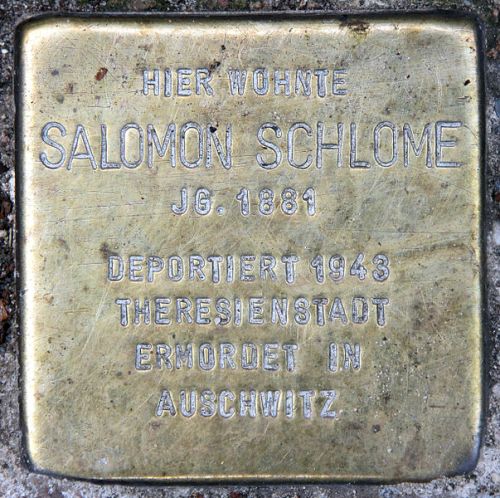 HIER WOHNTE
SALOMON SCHLOME
JG. 1881
DEPORTIERT 1943
THERESIENSTADT
ERMORDET IN
AUSCHWITZ